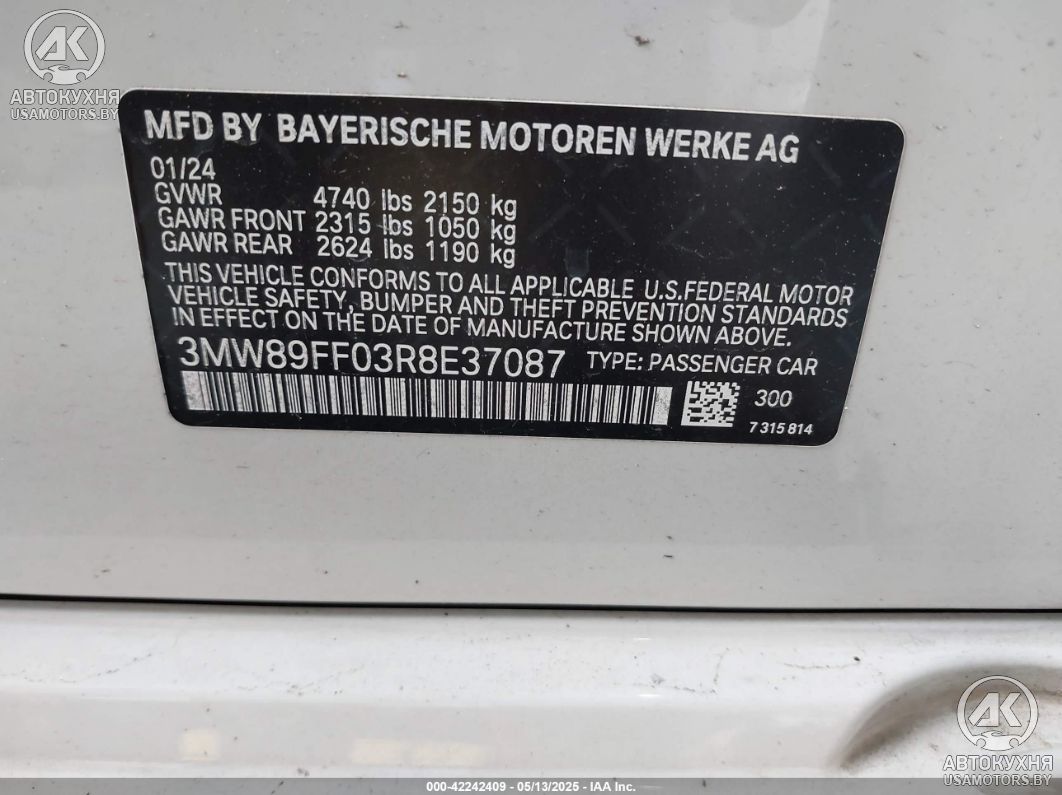 AK
АВТОКУХНЯ
USAMOTORS.BY
MFD BY BAYERISCHE MOTOREN WERKE AG
01/24
GVWR 4740 lbs 2150 kg
GAWR FRONT 2315 lbs 1050 kg
GAWR REAR 2624 lbs 1190 kg
THIS VEHICLE CONFORMS TO ALL APPLICABLE U.S.FEDERAL MOTOR
VEHICLE SAFETY, BUMPER AND THEFT PREVENTION STANDARDS
IN EFFECT ON THE DATE OF MANUFACTURE SHOWN ABOVE.
3MW89FF03R8E37087 TYPE: PASSENGER CAR
300
7 315 814
AK
АВТОКУХНЯ
USAMOTORS.BY
000-42242409 - 05/13/2025 - IAA Inc.